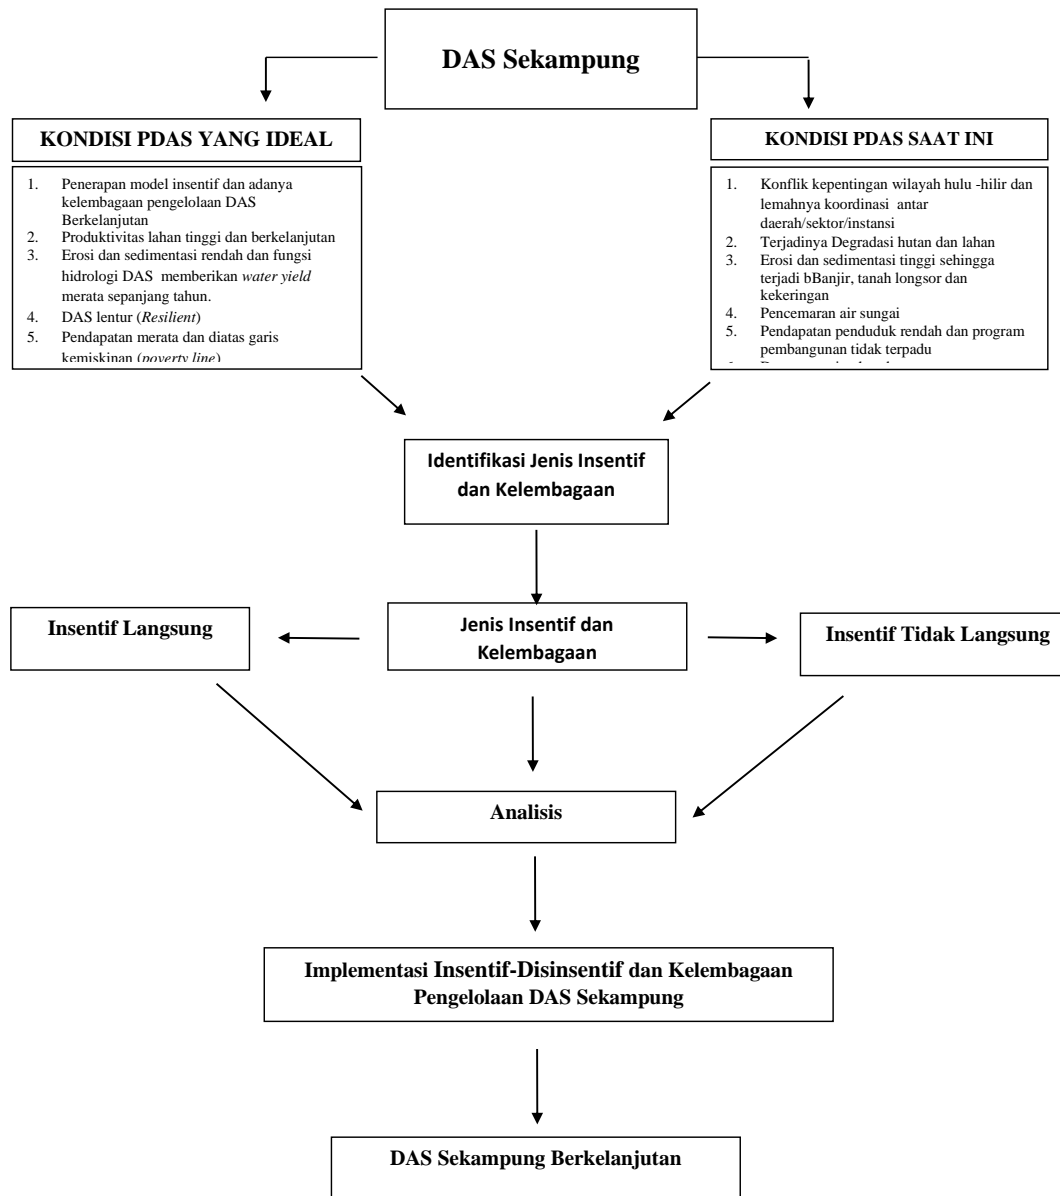 DAS Sekampung
KONDISI PDAS YANG IDEAL
1. Penerapan model insentif dan adanya
kelembagaan pengelolaan DAS
Berkelanjutan
2. Produktivitas lahan tinggi dan berkelanjutan
3. Erosi dan sedimentasi rendah dan fungsi
hidrologi DAS memberikan water yield
merata sepanjang tahun.
4. DAS lentur (Resilient)
5. Pendapatan merata dan diatas garis
kemiskinan (poverty line)
KONDISI PDAS SAAT INI
1. Konflik kepentingan wilayah hulu -hilir dan
lemahnya koordinasi antar
daerah/sektor/instansi
2. Terjadinya Degradasi hutan dan lahan
3. Erosi dan sedimentasi tinggi sehingga
terjadi bBanjir, tanah longsor dan
kekeringan
4. Pencemaran air sungai
5. Pendapatan penduduk rendah dan program
pembangunan tidak terpadu
Identifikasi Jenis Insentif
dan Kelembagaan
Insentif Langsung
Jenis Insentif dan
Kelembagaan
Insentif Tidak Langsung
Analisis
Implementasi Insentif-Disinsentif dan Kelembagaan
Pengelolaan DAS Sekampung
DAS Sekampung Berkelanjutan